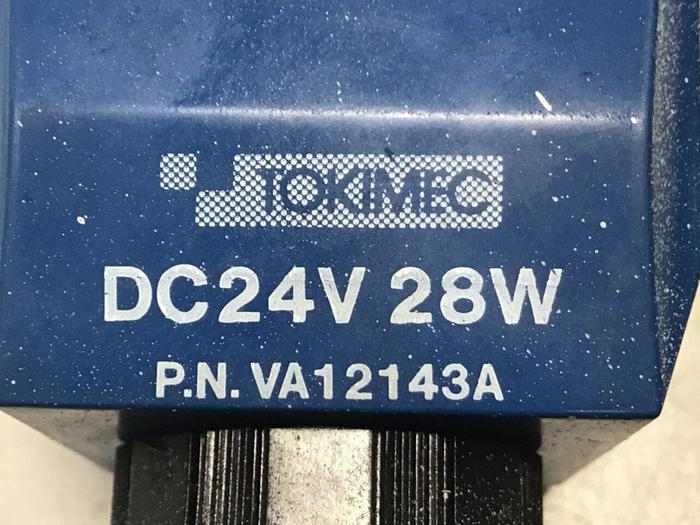 TOKIMEC
DC24V 28W
P.N. VA12143A